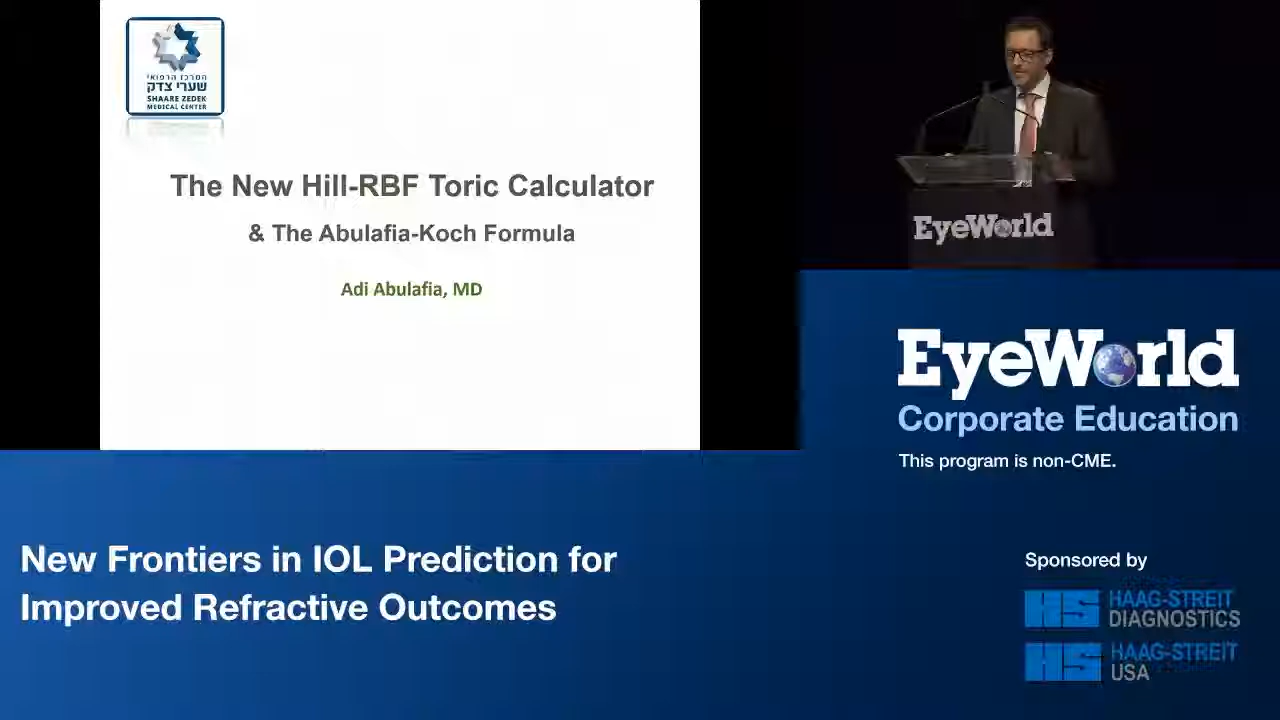 המרכז הרפואי
שערי צדק
SHAARE ZEDEK
MEDICAL CENTER
The New Hill-RBF Toric Calculator
& The Abulafia-Koch Formula
Adi Abulafia, MD
EyeWorld
EyeWorld
Corporate Education
This program is non-CME.
New Frontiers in IOL Prediction for
Improved Refractive Outcomes
Sponsored by
HS HAAG-STREIT
DIAGNOSTICS
HS HAAG-STREIT
USA